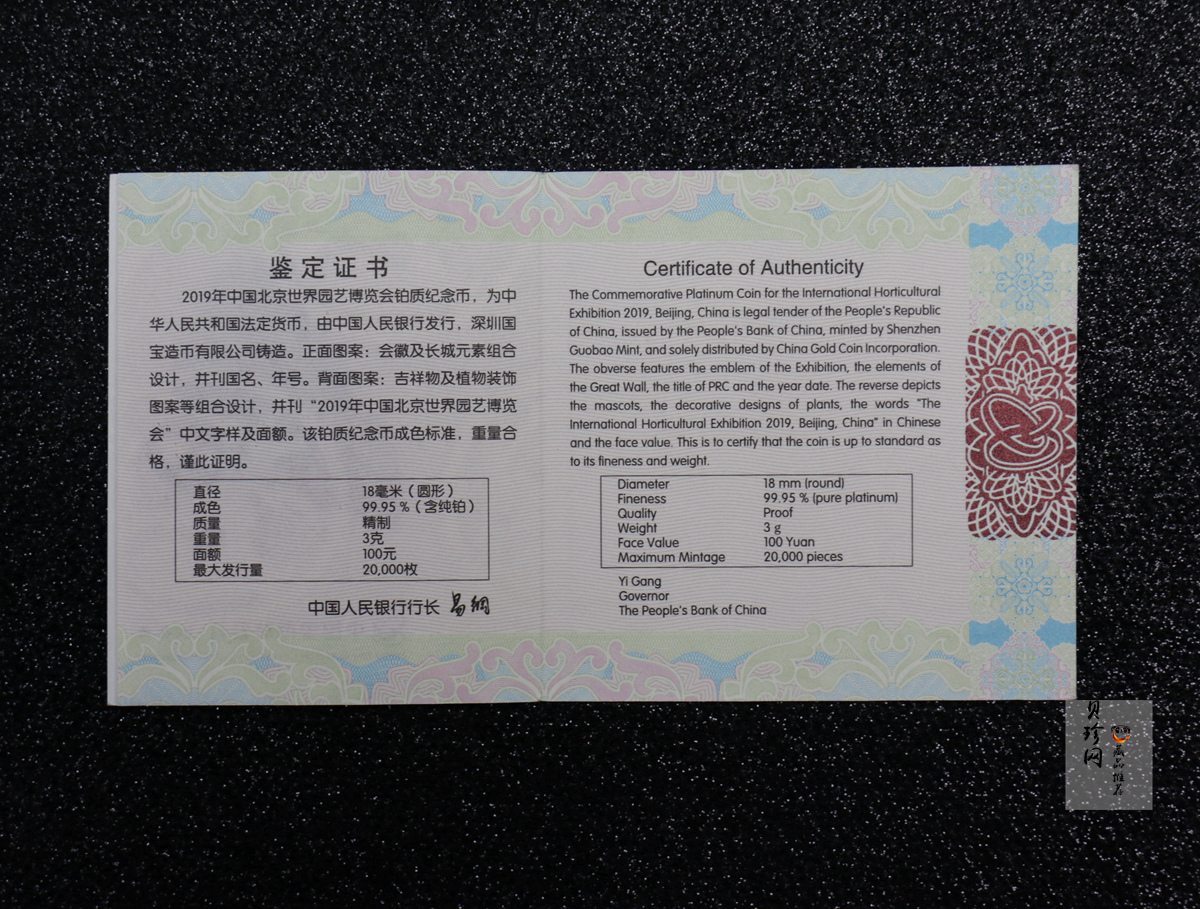 鉴定证书
2019年中国北京世界园艺博览会铂质纪念币，为中
华人民共和国法定货币，由中国人民银行发行，深圳国
宝造币有限公司铸造。正面图案：会徽及长城元素组合
设计，并刊国名、年号。背面图案：吉祥物及植物装饰
图案等组合设计，并刊“2019年中国北京世界园艺博览
会”中文字样及面额。该铂质纪念币成色标准，重量合
格，谨此证明。
直径 18毫米（圆形）
成色 99.95 %（含纯铂）
质量 精制
重量 3克
面额 100元
最大发行量 20,000枚
中国人民银行行长 易纲
Certificate of Authenticity
The Commemorative Platinum Coin for the International Horticultural
Exhibition 2019, Beijing, China is legal tender of the People's Republic
of China, issued by the People's Bank of China, minted by Shenzhen
Guobao Mint, and solely distributed by China Gold Coin Incorporation.
The obverse features the emblem of the Exhibition, the elements of
the Great Wall, the title of PRC and the year date. The reverse depicts
the mascots, the decorative designs of plants, the words "The
International Horticultural Exhibition 2019, Beijing, China" in Chinese
and the face value. This is to certify that the coin is up to standard as
to its fineness and weight.
Diameter 18 mm (round)
Fineness 99.95 % (pure platinum)
Quality Proof
Weight 3 g
Face Value 100 Yuan
Maximum Mintage 20,000 pieces
Yi Gang
Governor
The People's Bank of China
贝珍网
藏品推荐